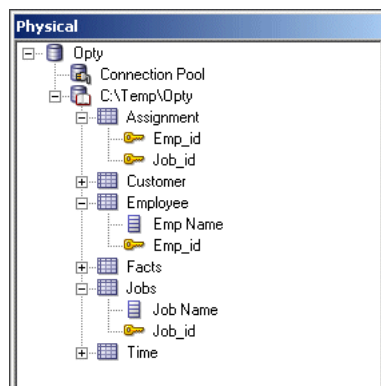 Physical
Opty
Connection Pool
C:\Temp\Opty
Assignment
Emp_id
Job_id
Customer
Employee
Emp Name
Emp_id
Facts
Jobs
Job Name
Job_id
Time